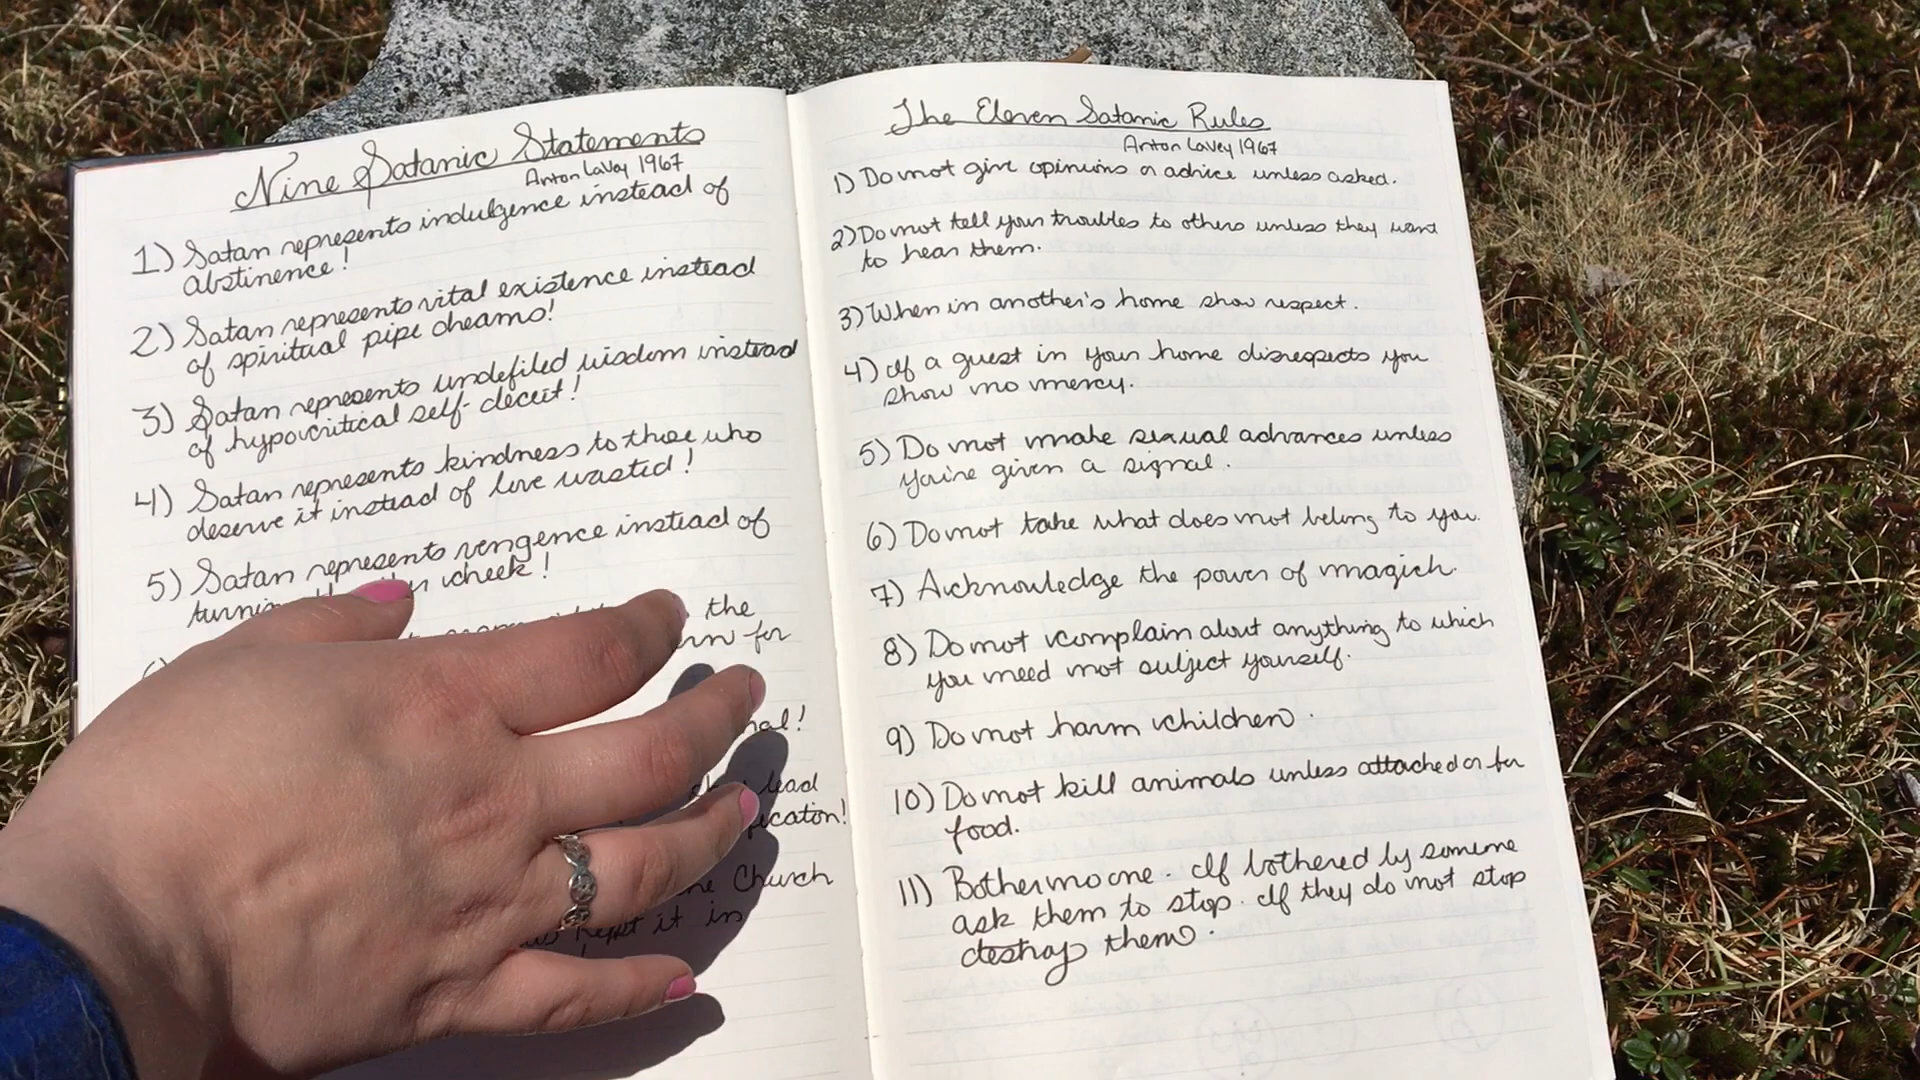 Nine Satanic Statements
Anton LaVey 1967
1) Satan represents indulgence instead of
abstinence!
2) Satan represents vital existence instead
of spiritual pipe dreams!
3) Satan represents undefiled wisdom instead
of hypocritical self-deceit!
4) Satan represents kindness to those who
deserve it instead of love wasted!
5) Satan represents vengence instead of
cheek!
the
for
lead
Church
it in
The Eleven Satanic Rules
Anton LaVey 1967
1) Do not give opinions or advice unless asked.
2) Do not tell your troubles to others unless they want
to hear them.
3) When in another's home show respect.
4) If a guest in your home disrespects you
show no mercy.
5) Do not make sexual advances unless
you're given a signal.
6) Do not take what does not belong to you.
7) Acknowledge the power of magick.
8) Do not complain about anything to which
you need not subject yourself.
9) Do not harm children.
10) Do not kill animals unless attacked or for
food.
11) Bother no one. If bothered by someone
ask them to stop. If they do not stop
destroy them.